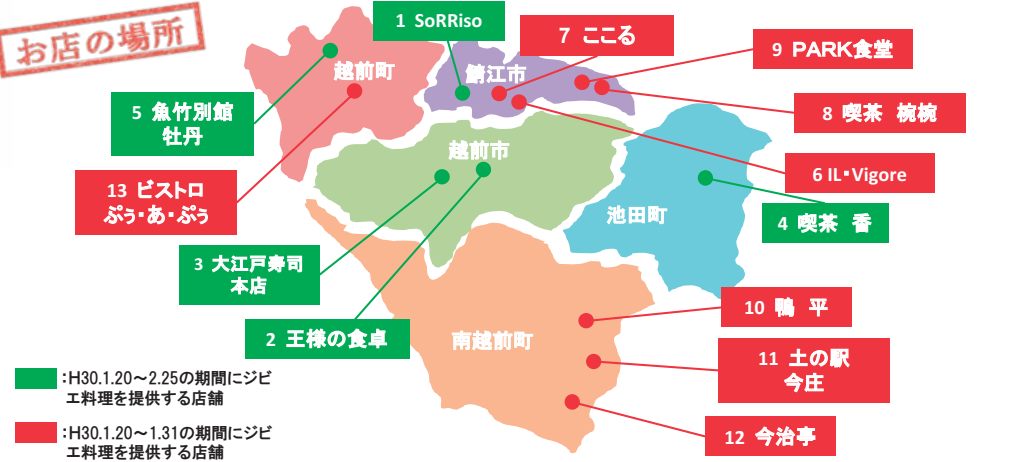 お店の場所
1 SoRRiso
7 ここる
9 PARK食堂
越前町
鯖江市
5 魚竹別館
牡丹
8 喫茶 椀椀
越前市
13 ビストロ
ぷぅ・あ・ぷぅ
6 IL・Vigore
池田町
4 喫茶 香
3 大江戸寿司
本店
10 鴨 平
2 王様の食卓
南越前町
11 土の駅
今庄
12 今治亭
:H30.1.20～2.25の期間にジビ
エ料理を提供する店舗
:H30.1.20～1.31の期間にジビ
エ料理を提供する店舗